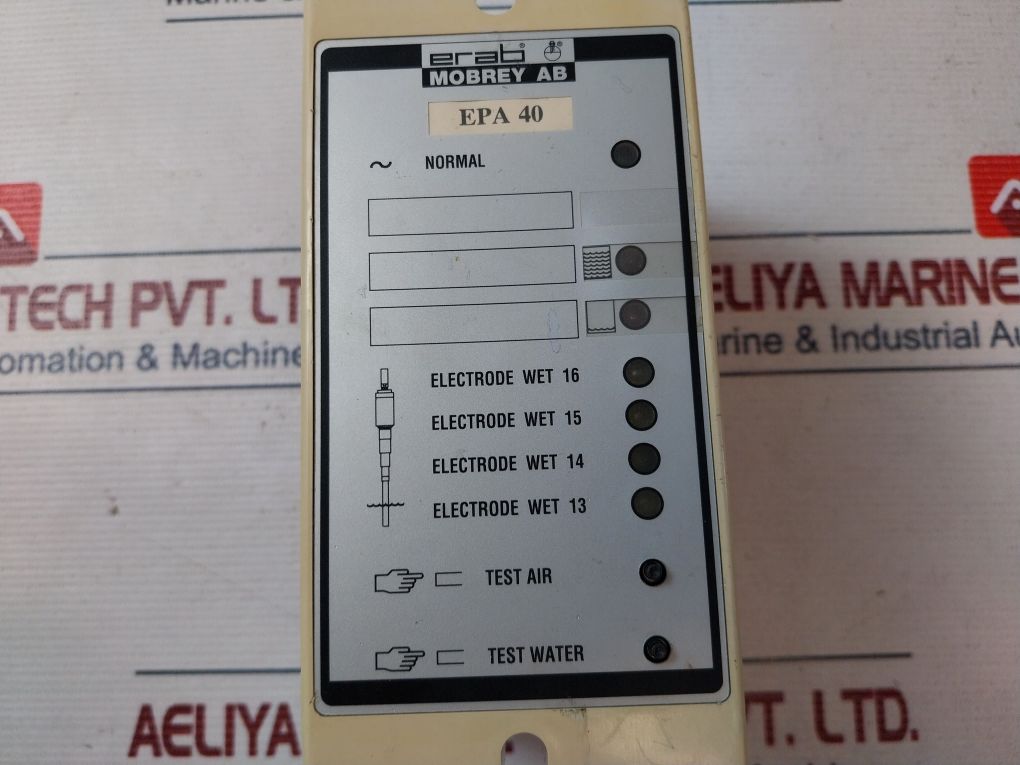 erab
MOBREY AB
EPA 40
~ NORMAL
ELECTRODE WET 16
ELECTRODE WET 15
ELECTRODE WET 14
ELECTRODE WET 13
TEST AIR
TEST WATER
TECH PVT. LT
omation & Machine
AELIYA
ELIYA MARINE
arine & Industrial Au
VT. LTD.